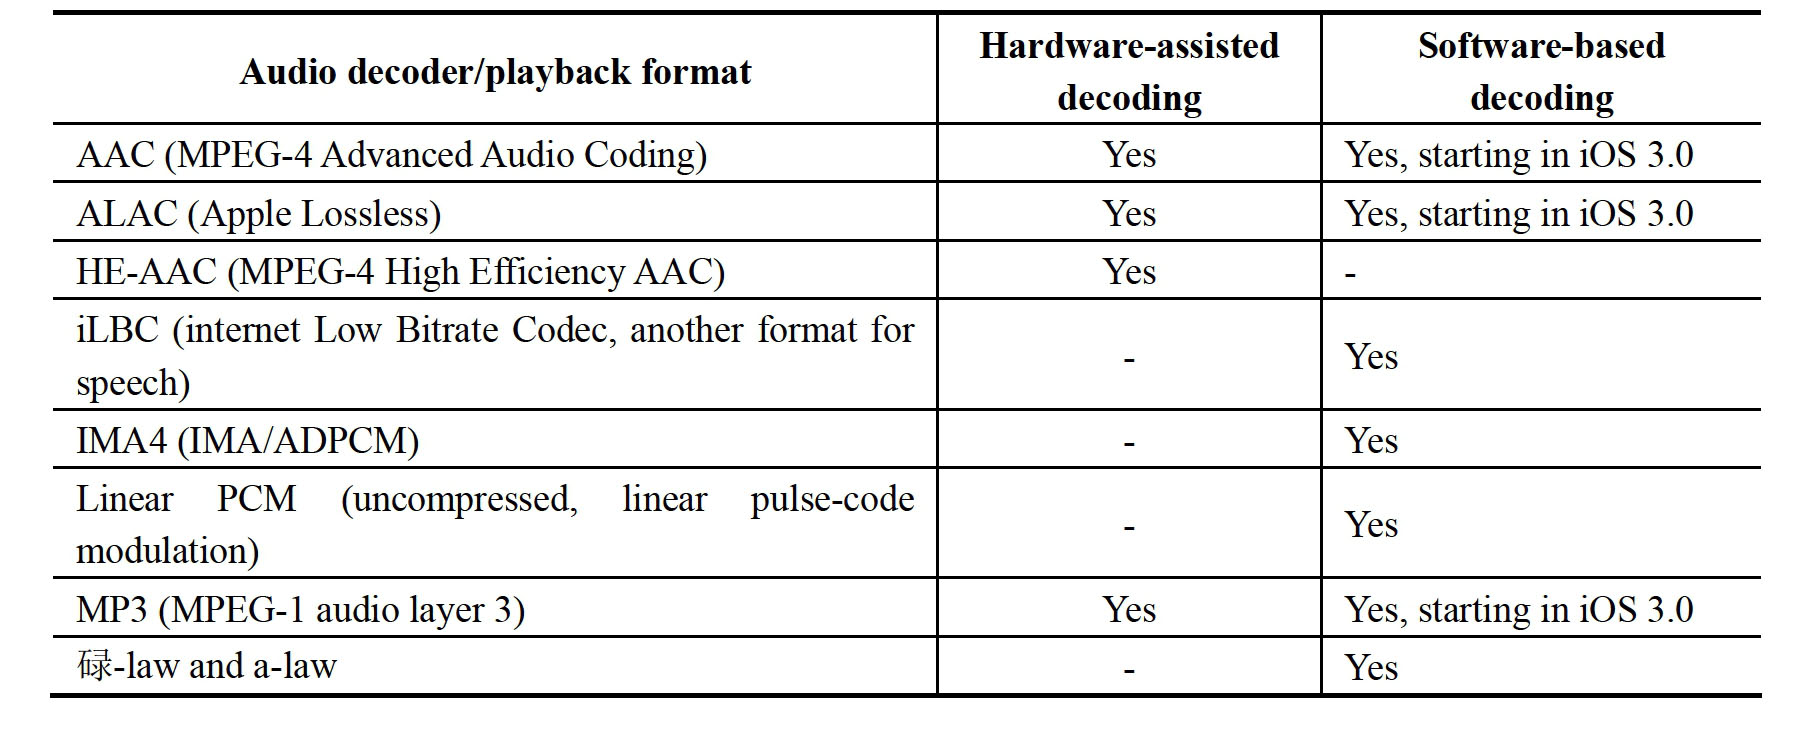 Audio decoder/playback format Hardware-assisted decoding Software-based decoding
AAC (MPEG-4 Advanced Audio Coding) Yes Yes, starting in iOS 3.0
ALAC (Apple Lossless) Yes Yes, starting in iOS 3.0
HE-AAC (MPEG-4 High Efficiency AAC) Yes -
iLBC (internet Low Bitrate Codec, another format for
speech) - Yes
IMA4 (IMA/ADPCM) - Yes
Linear PCM (uncompressed, linear pulse-code
modulation) - Yes
MP3 (MPEG-1 audio layer 3) Yes Yes, starting in iOS 3.0
碌-law and a-law - Yes